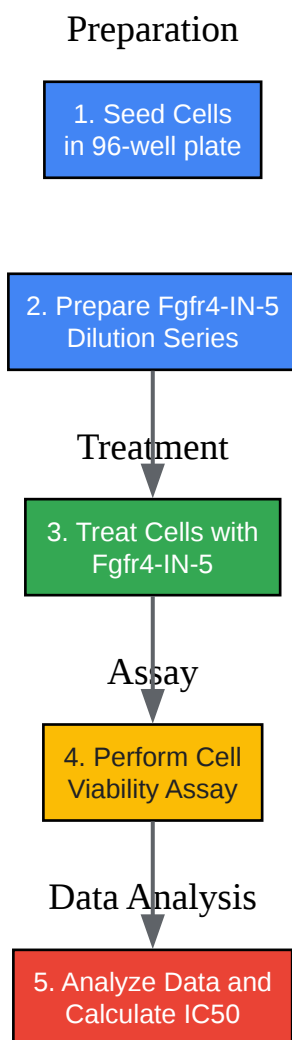 Preparation
1. Seed Cells
in 96-well plate
2. Prepare Fgfr4-IN-5
Dilution Series
Treatment
3. Treat Cells with
Fgfr4-IN-5
Assay
4. Perform Cell
Viability Assay
Data Analysis
5. Analyze Data and
Calculate IC50